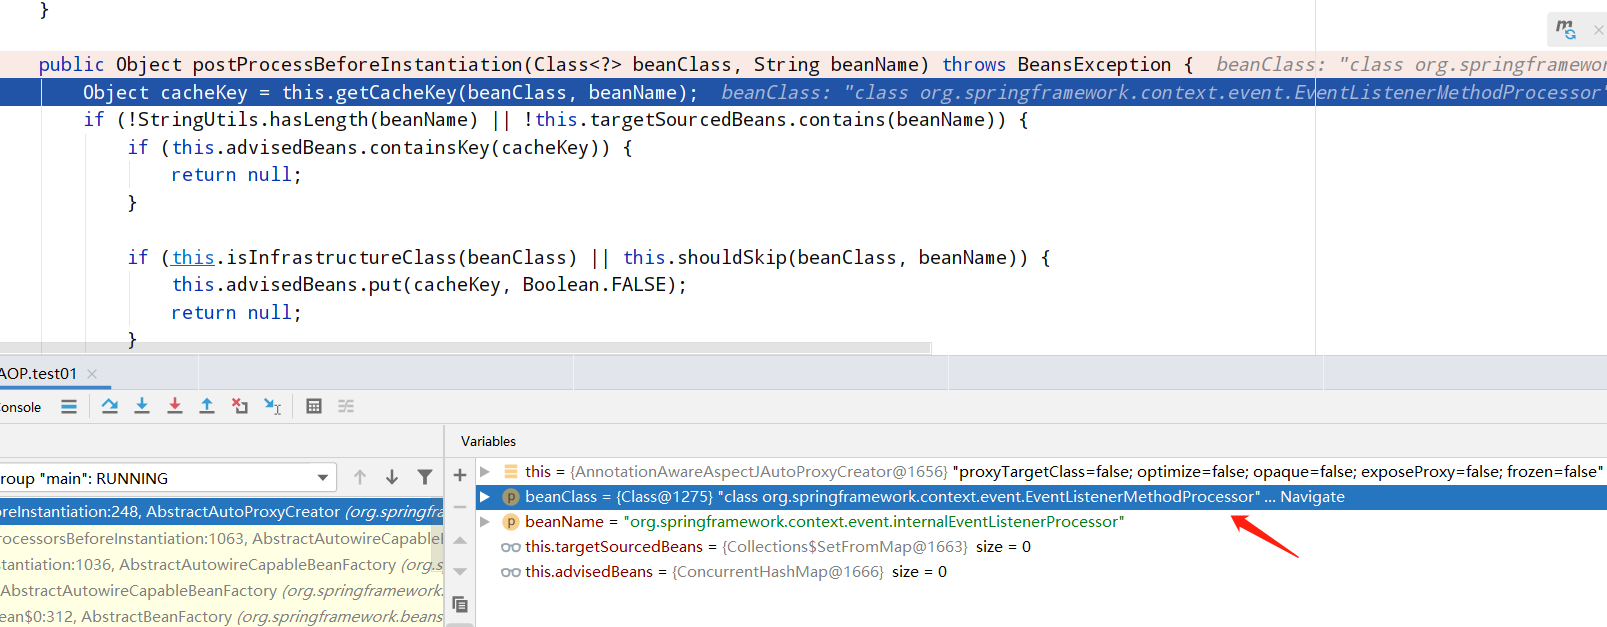 }
public Object postProcessBeforeInstantiation(Class<?> beanClass, String beanName) throws BeansException { beanClass: "class org.springframewor
Object cacheKey = this.getCacheKey(beanClass, beanName); beanClass: "class org.springframework.context.event.EventListenerMethodProcessor"
if (!StringUtils.hasLength(beanName) || !this.targetSourcedBeans.contains(beanName)) {
if (this.advisedBeans.containsKey(cacheKey)) {
return null;
}
if (this.isInfrastructureClass(beanClass) || this.shouldSkip(beanClass, beanName)) {
this.advisedBeans.put(cacheKey, Boolean.FALSE);
return null;
}
AOP.test01
onsole
Variables
roup "main": RUNNING
this = {AnnotationAwareAspectJAutoProxyCreator@1656} "proxyTargetClass=false; optimize=false; opaque=false; exposeProxy=false; frozen=false"
beanClass = {Class@1275} "class org.springframework.context.event.EventListenerMethodProcessor" ... Navigate
beanName = "org.springframework.context.event.internalEventListenerProcessor"
this.targetSourcedBeans = {Collections$SetFromMap@1663} size = 0
this.advisedBeans = {ConcurrentHashMap@1666} size = 0
oreInstantiation:248, AbstractAutoProxyCreator (org.springfra
rocessorsBeforeInstantiation:1063, AbstractAutowireCapabl
stantiation:1036, AbstractAutowireCapableBeanFactory (org.s
AbstractAutowireCapableBeanFactory (org.springframework.
ean$0:312, AbstractBeanFactory (org.springframework.beans